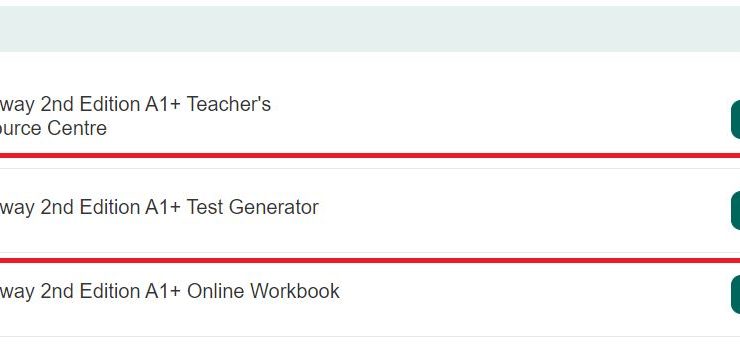 way 2nd Edition A1+ Teacher's
ource Centre
way 2nd Edition A1+ Test Generator
way 2nd Edition A1+ Online Workbook